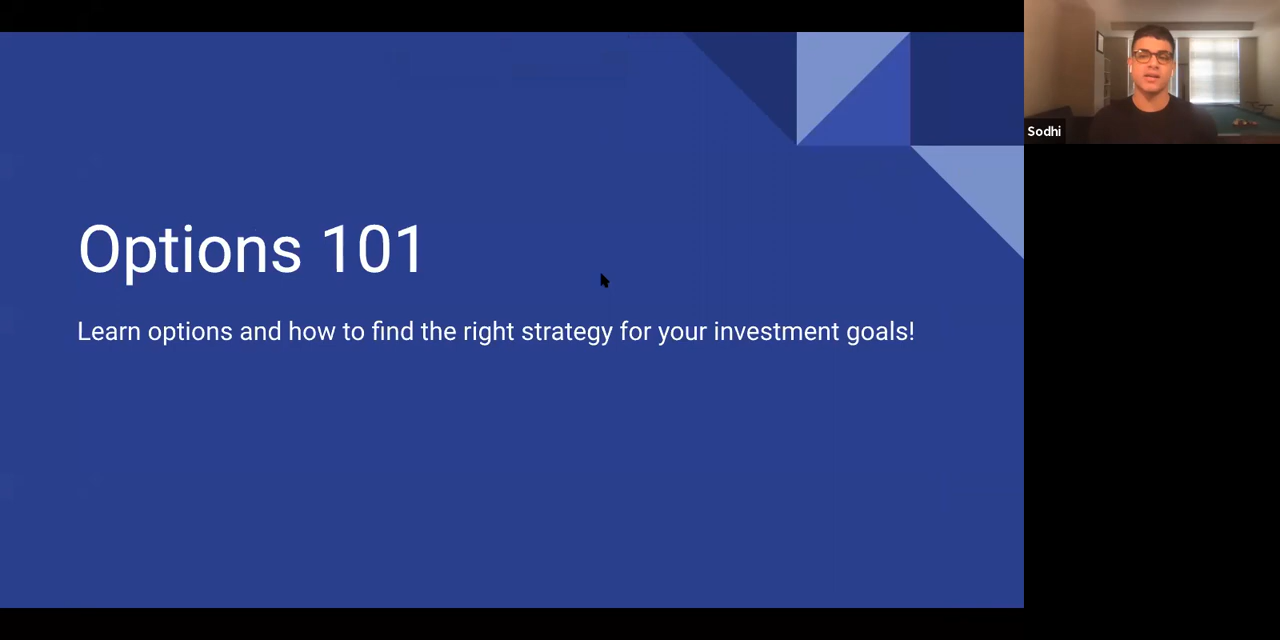 Options 101
Learn options and how to find the right strategy for your investment goals!
Sodhi